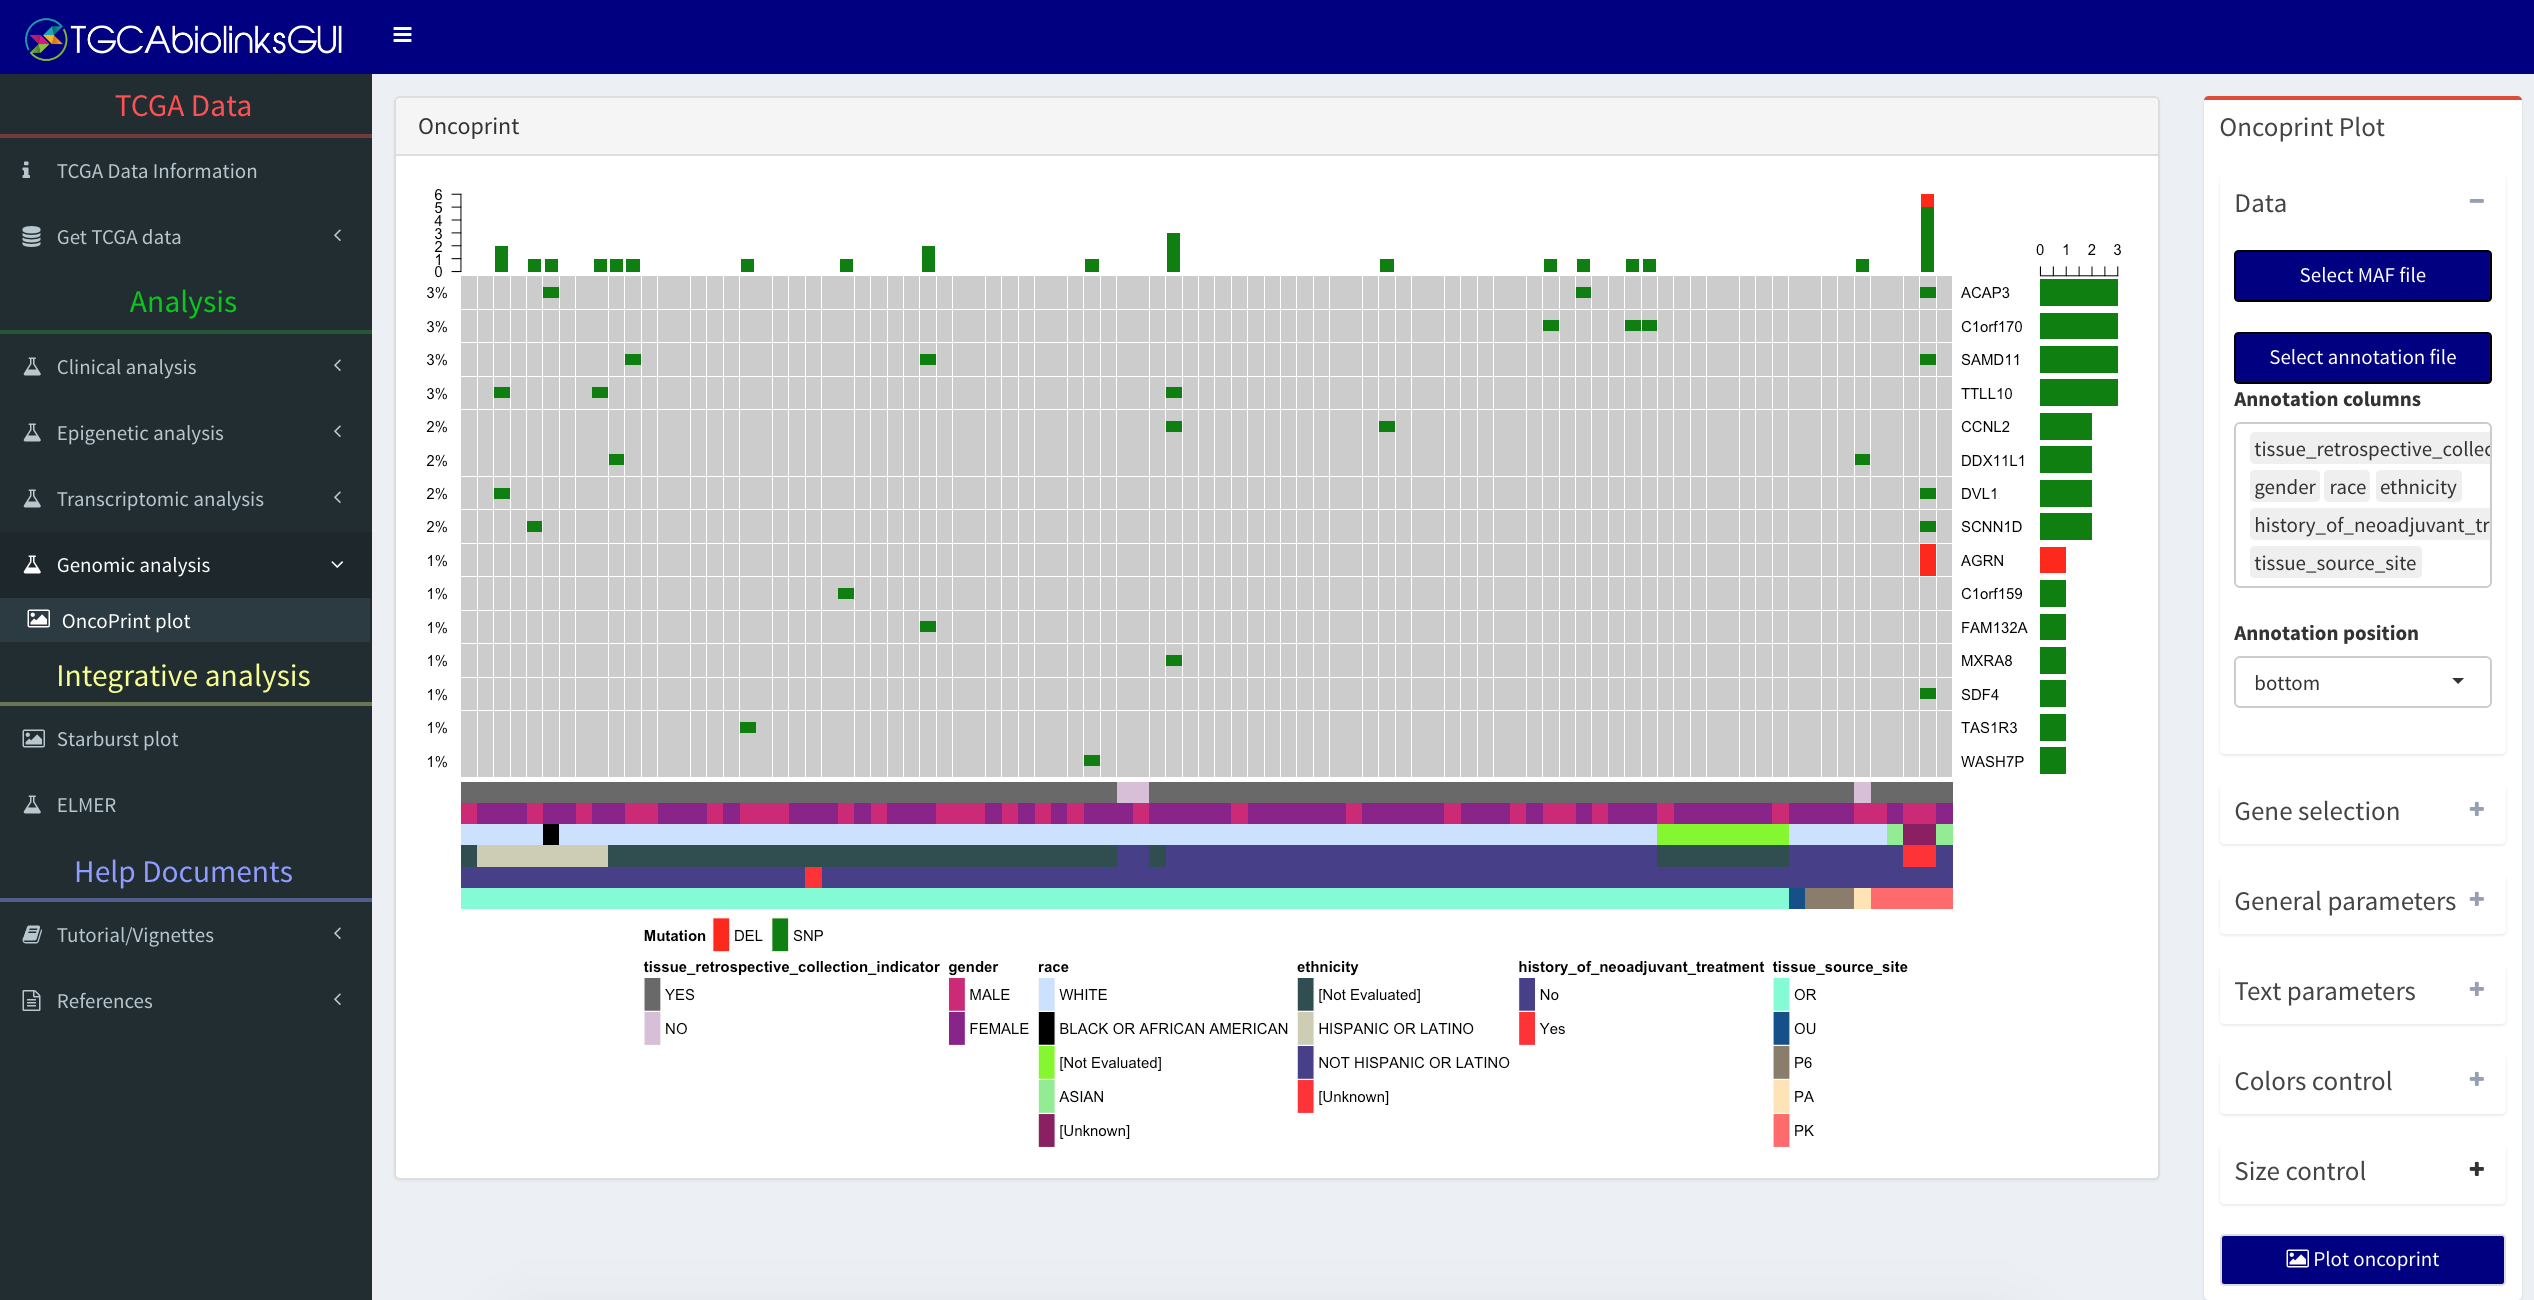 TGCAbiolinksGUI
TCGA Data
TCGA Data Information
Get TCGA data
Analysis
Clinical analysis
Epigenetic analysis
Transcriptomic analysis
Genomic analysis
OncoPrint plot
Integrative analysis
Starburst plot
ELMER
Help Documents
Tutorial/Vignettes
References
Oncoprint
6
5
4
3
2
1
0
0 1 2 3
3% ACAP3
3% C1orf170
3% SAMD11
3% TTLL10
2% CCNL2
2% DDX11L1
2% DVL1
2% SCNN1D
1% AGRN
1% C1orf159
1% FAM132A
1% MXRA8
1% SDF4
1% TAS1R3
1% WASH7P
Mutation DEL SNP
tissue_retrospective_collection_indicator gender race ethnicity history_of_neoadjuvant_treatment tissue_source_site
YES MALE WHITE [Not Evaluated] No OR
NO FEMALE BLACK OR AFRICAN AMERICAN HISPANIC OR LATINO Yes OU
[Not Evaluated] NOT HISPANIC OR LATINO P6
ASIAN [Unknown] PA
[Unknown] PK
Oncoprint Plot
Data
Select MAF file
Select annotation file
Annotation columns
tissue_retrospective_collec
gender race ethnicity
history_of_neoadjuvant_tr
tissue_source_site
Annotation position
bottom
Gene selection
General parameters
Text parameters
Colors control
Size control
Plot oncoprint